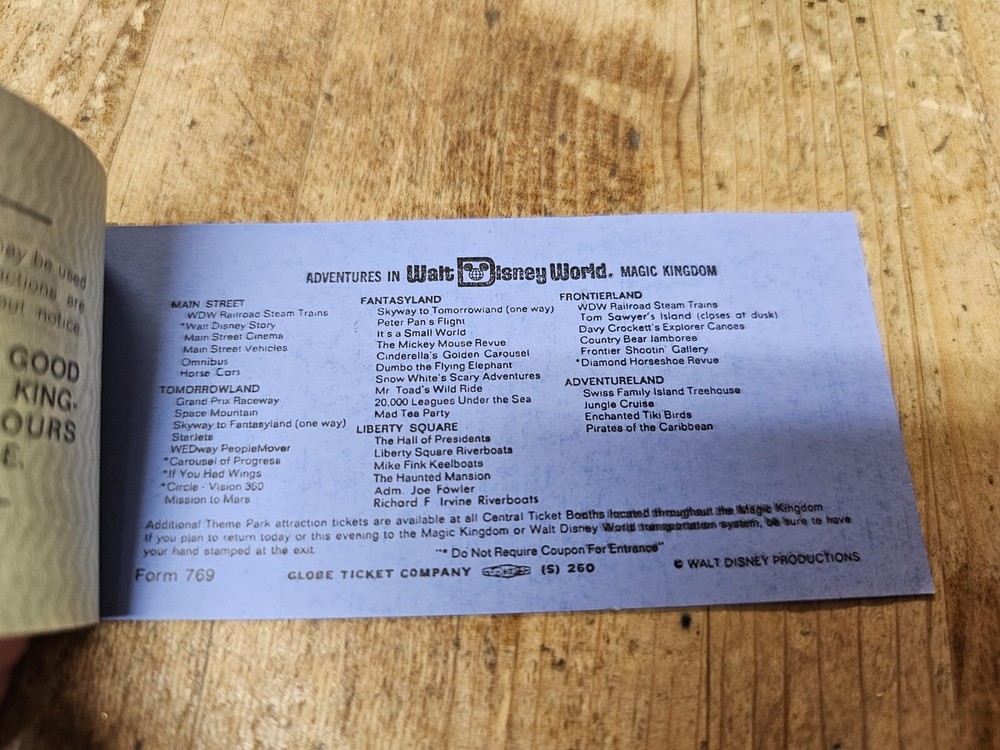 ay be used
ctions are
out notice
GOOD
KING-
OURS
E.
ADVENTURES IN Walt Disney World. MAGIC KINGDOM
MAIN STREET
WDW Railroad Steam Trains
*Walt Disney Story
Main Street Cinema
Main Street Vehicles
Omnibus
Horse Cars
TOMORROWLAND
Grand Prix Raceway
Space Mountain
Skyway to Fantasyland (one way)
StarJets
WEDway PeopleMover
*Carousel of Progress
*If You Had Wings
*Circle - Vision 360
Mission to Mars
FANTASYLAND
Skyway to Tomorrowland (one way)
Peter Pan s Flight
It's a Small World
The Mickey Mouse Revue
Cinderella's Golden Carousel
Dumbo the Flying Elephant
Snow White's Scary Adventures
Mr Toad's Wild Ride
20,000 Leagues Under the Sea
Mad Tea Party
LIBERTY SQUARE
The Hall of Presidents
Liberty Square Riverboats
Mike Fink Keelboats
The Haunted Mansion
Adm. Joe Fowler
Richard F Irvine Riverboats
FRONTIERLAND
WDW Railroad Steam Trains
Tom Sawyer's Island (closes at dusk)
Davy Crockett's Explorer Canoes
Country Bear Jamboree
Frontier Shootin' Gallery
*Diamond Horseshoe Revue
ADVENTURELAND
Swiss Family Island Treehouse
Jungle Cruise
Enchanted Tiki Birds
Pirates of the Caribbean
Additional Theme Park attraction tickets are available at all Central Ticket Booths located throughout the Magic Kingdom
If you plan to return today or this evening to the Magic Kingdom or Walt Disney World transportation system, be sure to have
your hand stamped at the exit
"* Do Not Require Coupon For Entrance"
Form 769
GLOBE TICKET COMPANY (S) 260
© WALT DISNEY PRODUCTIONS